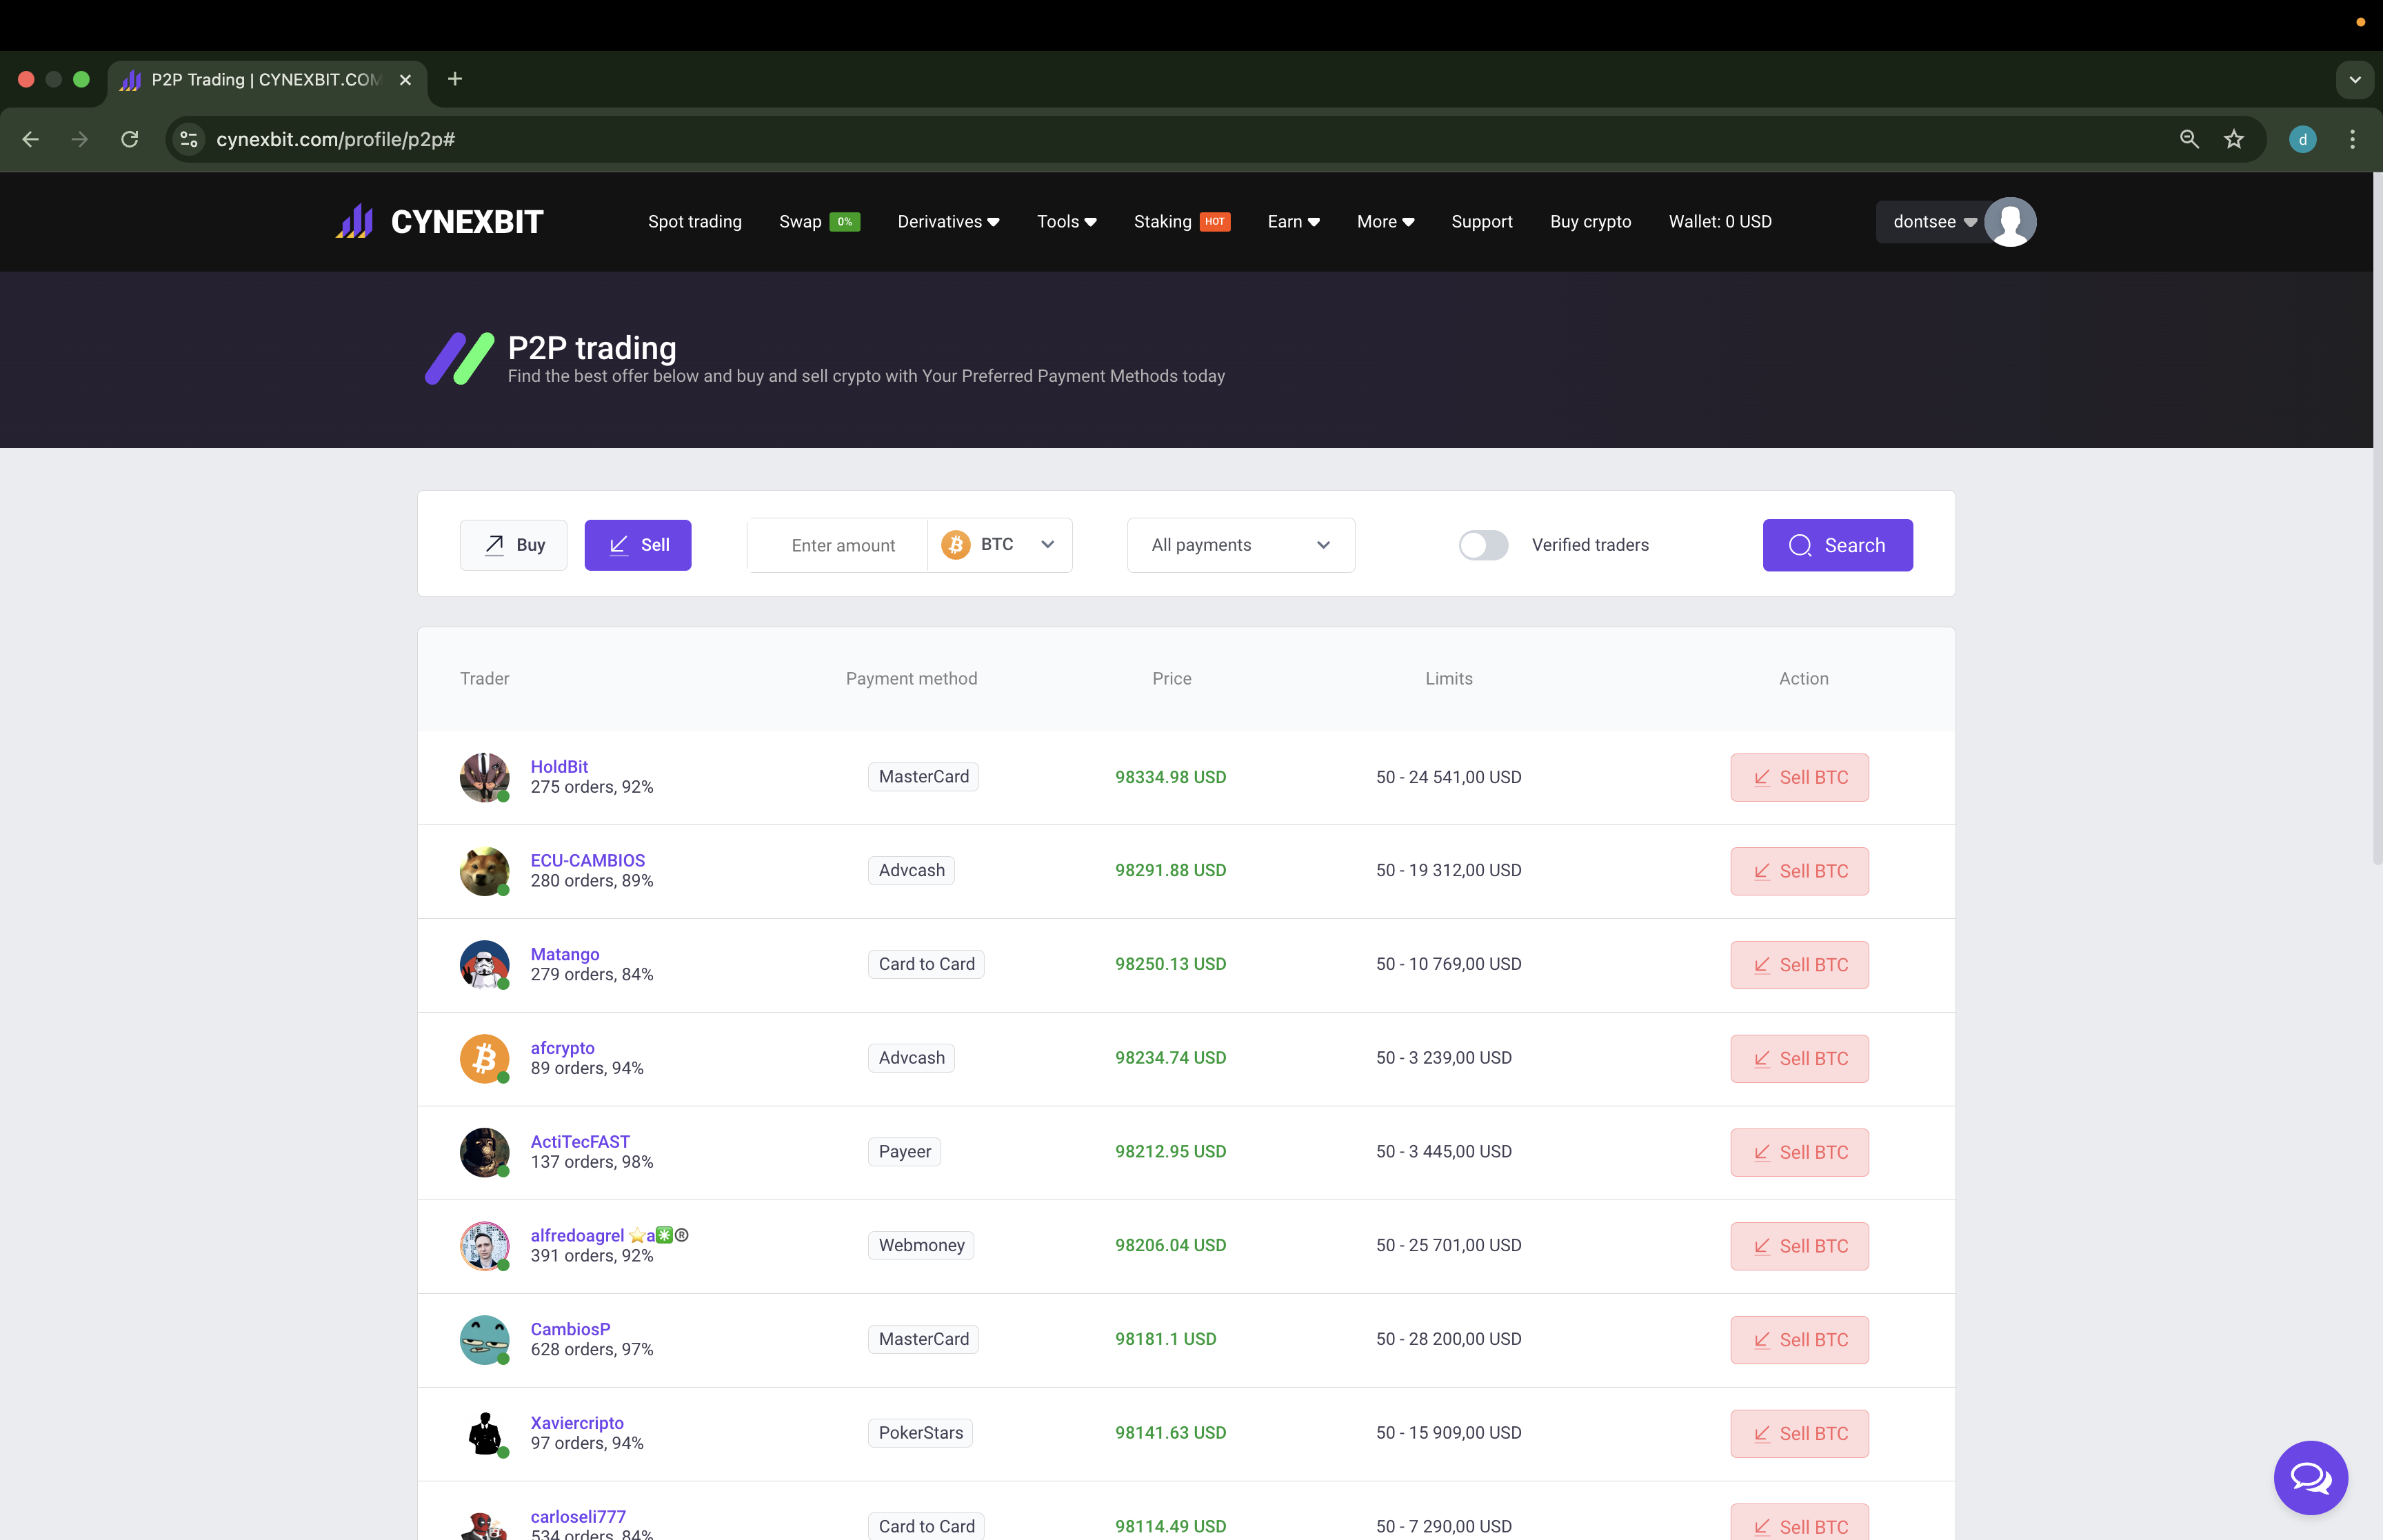 P2P Trading | CYNEXBIT.COM
cynexbit.com/profile/p2p#
d
CYNEXBIT
Spot trading
Swap 0%
Derivatives
Tools
Staking HOT
Earn
More
Support
Buy crypto
Wallet: 0 USD
dontsee
P2P trading
Find the best offer below and buy and sell crypto with Your Preferred Payment Methods today
Buy Sell Enter amount BTC All payments Verified traders Search
Trader Payment method Price Limits Action
HoldBit
275 orders, 92%
MasterCard 98334.98 USD 50 - 24 541,00 USD Sell BTC
ECU-CAMBIOS
280 orders, 89%
Advcash 98291.88 USD 50 - 19 312,00 USD Sell BTC
Matango
279 orders, 84%
Card to Card 98250.13 USD 50 - 10 769,00 USD Sell BTC
afcrypto
89 orders, 94%
Advcash 98234.74 USD 50 - 3 239,00 USD Sell BTC
ActiTecFAST
137 orders, 98%
Payeer 98212.95 USD 50 - 3 445,00 USD Sell BTC
alfredoagrel ⭐a✳️®
391 orders, 92%
Webmoney 98206.04 USD 50 - 25 701,00 USD Sell BTC
CambiosP
628 orders, 97%
MasterCard 98181.1 USD 50 - 28 200,00 USD Sell BTC
Xaviercripto
97 orders, 94%
PokerStars 98141.63 USD 50 - 15 909,00 USD Sell BTC
carloseli777
534 orders, 84%
Card to Card 98114.49 USD 50 - 7 290,00 USD Sell BTC